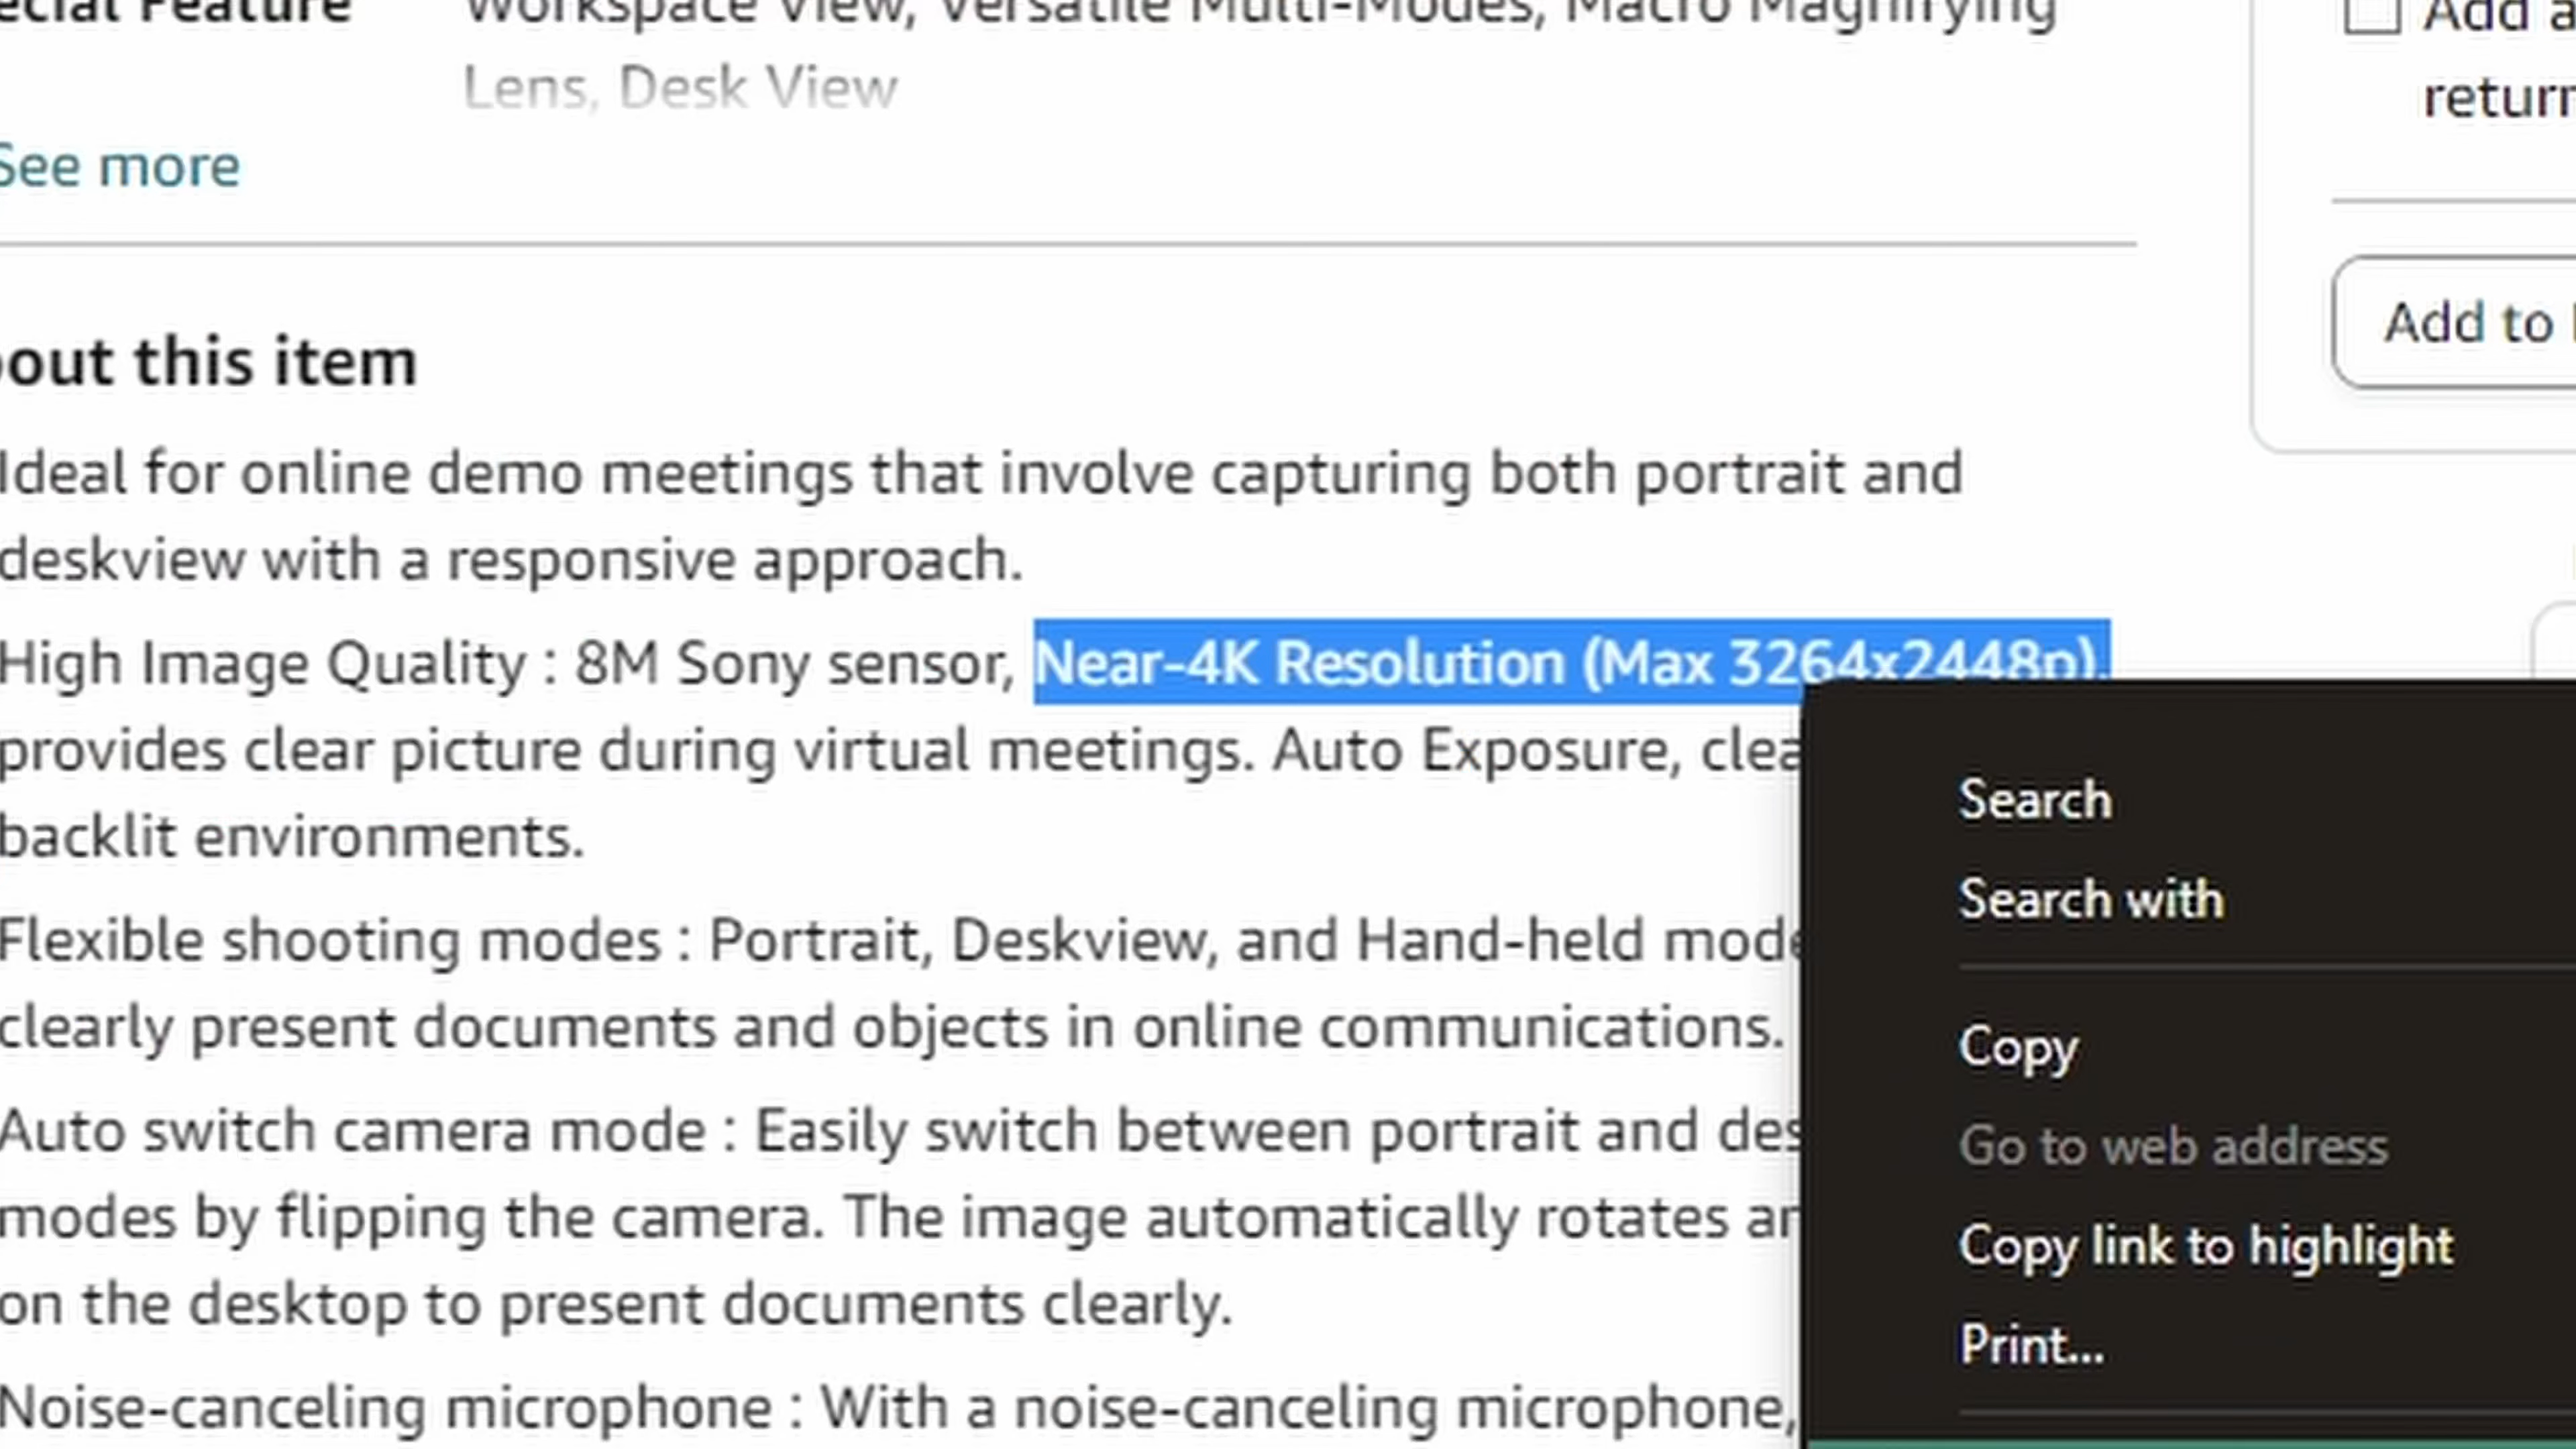 Special Feature Workspace View, Versatile Multi-Modes, Macro Magnifying
Lens, Desk View
See more
Add a
return
Add to
About this item
Ideal for online demo meetings that involve capturing both portrait and
deskview with a responsive approach.
High Image Quality : 8M Sony sensor, Near-4K Resolution (Max 3264x2448p),
provides clear picture during virtual meetings. Auto Exposure,
backlit environments.
Flexible shooting modes : Portrait, Deskview, and Hand-held
clearly present documents and objects in online communications.
Auto switch camera mode : Easily switch between portrait and
modes by flipping the camera. The image automatically rotates
on the desktop to present documents clearly.
Noise-canceling microphone : With a noise-canceling microphone,
Search
Search with
Copy
Go to web address
Copy link to highlight
Print...